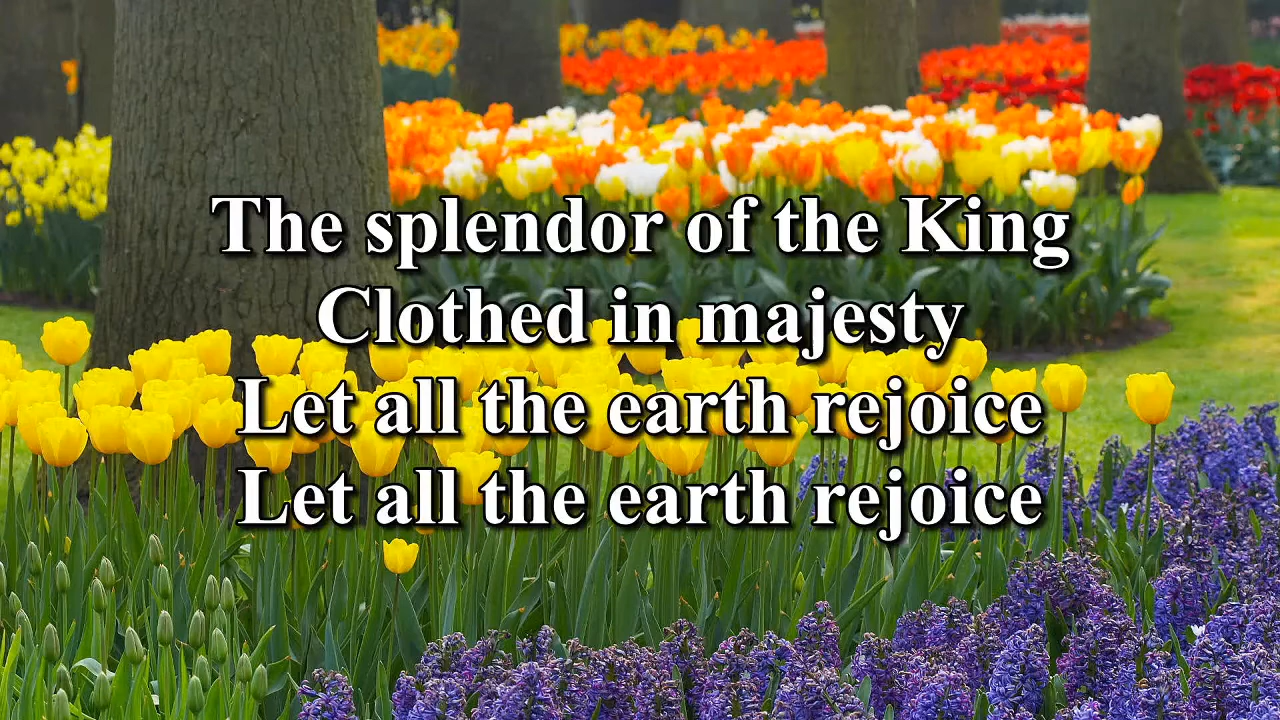 The splendor of the King
Clothed in majesty
Let all the earth rejoice
Let all the earth rejoice